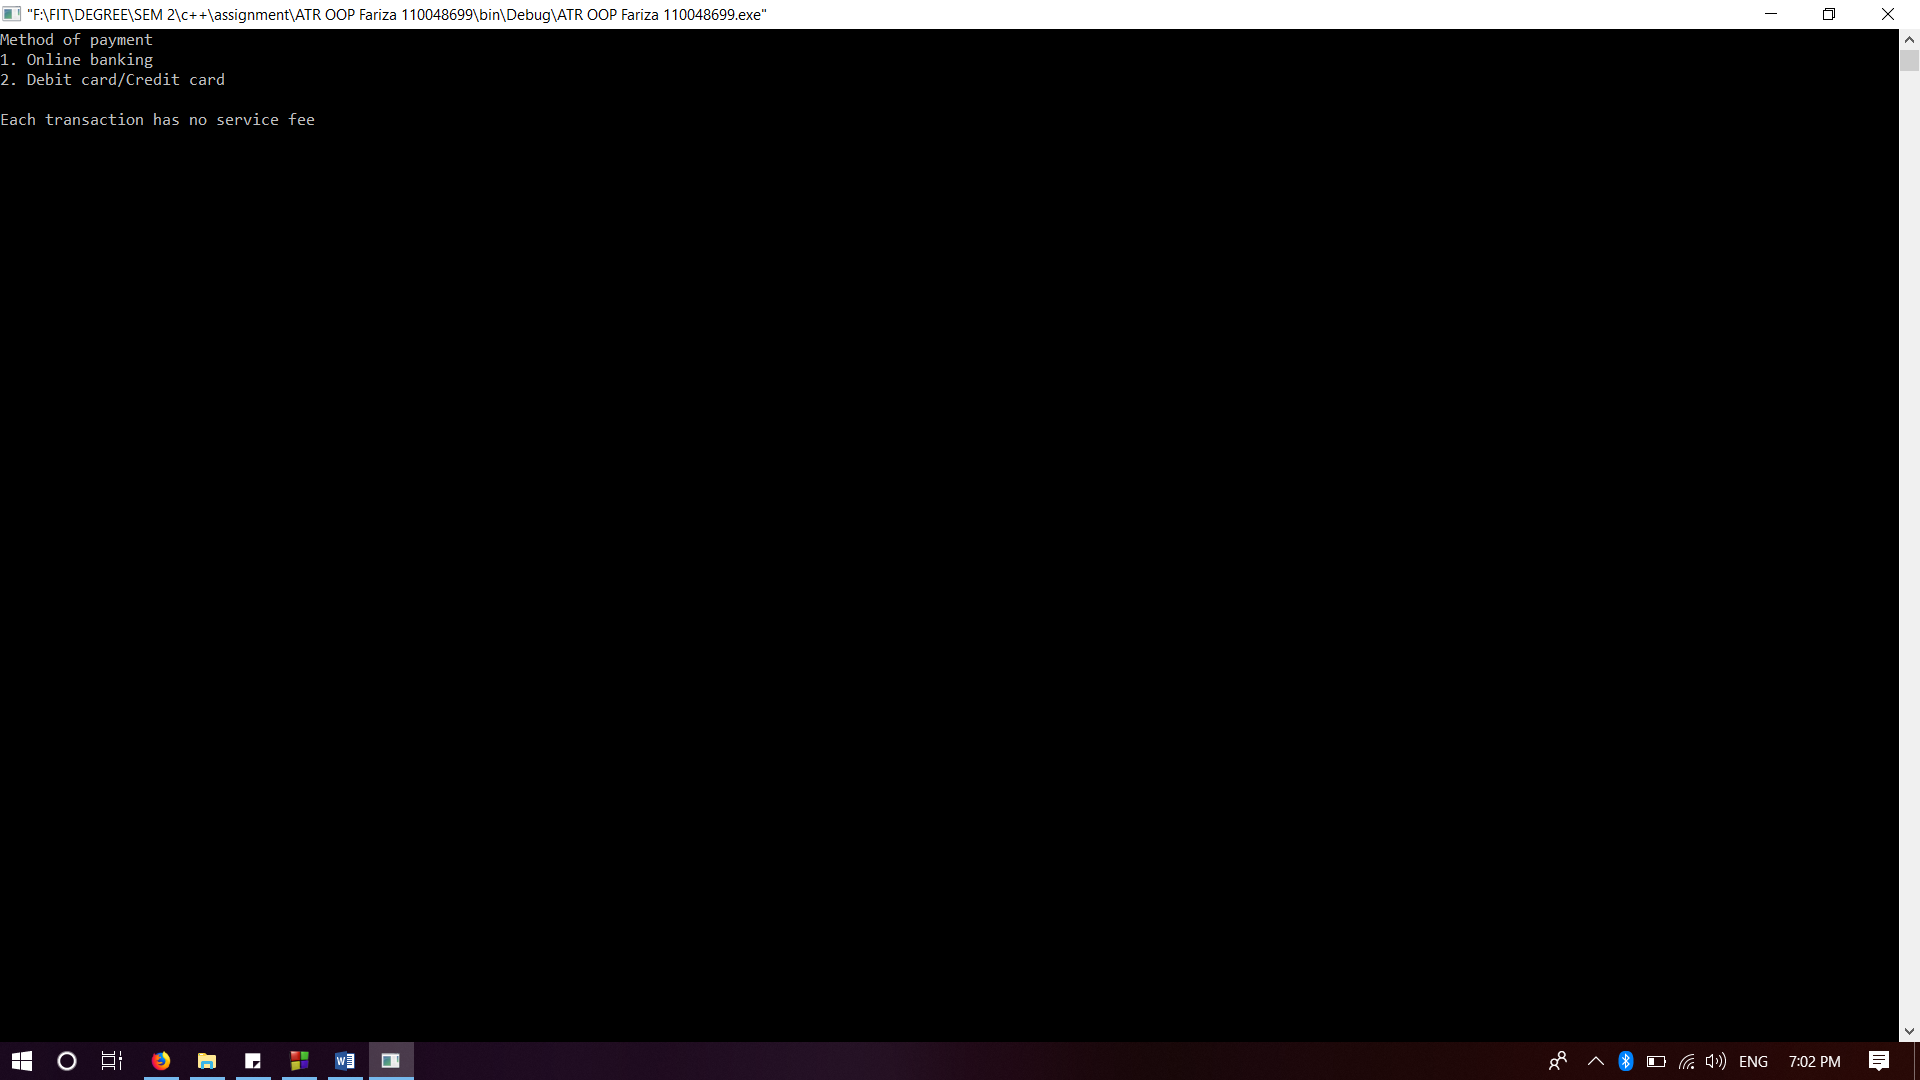 "F:\FIT\DEGREE\SEM 2\c++\assignment\ATR OOP Fariza 110048699\bin\Debug\ATR OOP Fariza 110048699.exe"
Method of payment
1. Online banking
2. Debit card/Credit card
Each transaction has no service fee
ENG 7:02 PM